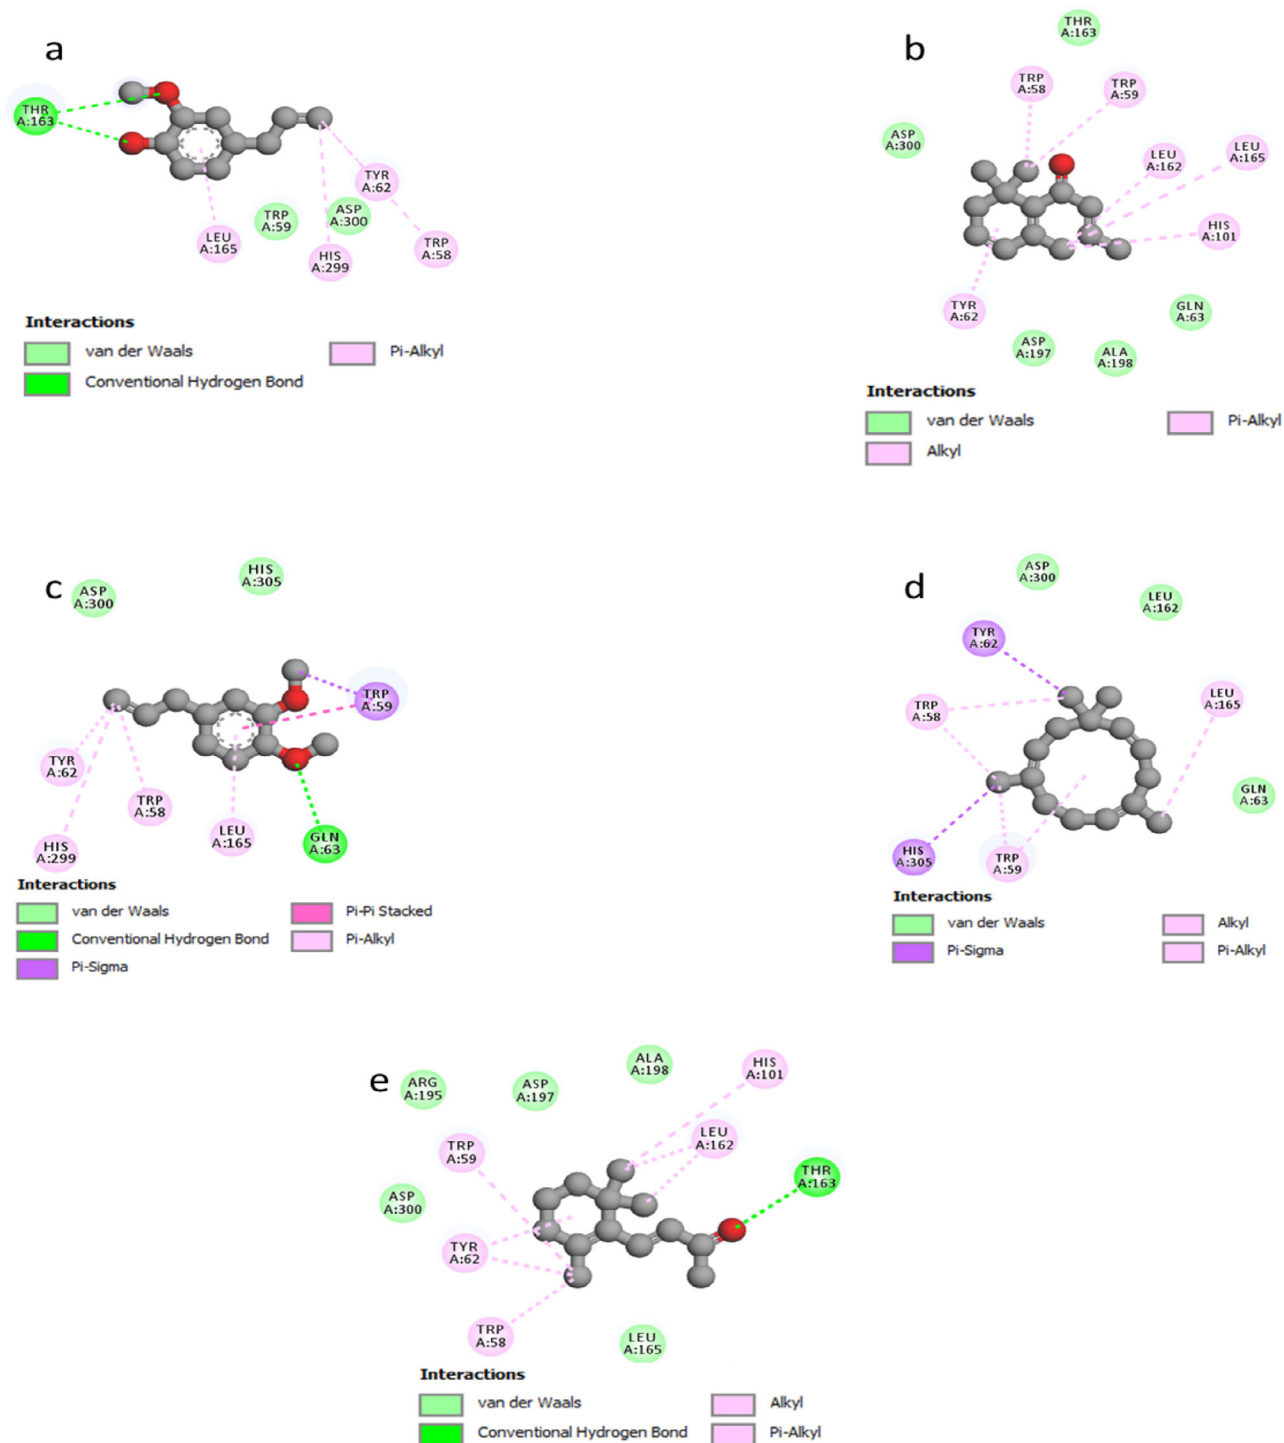 a
THR
A:163
TYR
A:62
TRP
A:59
ASP
A:300
LEU
A:165
HIS
A:299
TRP
A:58
Interactions
van der Waals
Pi-Alkyl
Conventional Hydrogen Bond
b
THR
A:163
TRP
A:58
TRP
A:59
ASP
A:300
LEU
A:162
LEU
A:165
HIS
A:101
TYR
A:62
GLN
A:63
ASP
A:197
ALA
A:198
Interactions
van der Waals
Pi-Alkyl
Alkyl
c
ASP
A:300
HIS
A:305
TRP
A:59
TYR
A:62
TRP
A:58
LEU
A:165
GLN
A:63
HIS
A:299
Interactions
van der Waals
Pi-Pi Stacked
Conventional Hydrogen Bond
Pi-Alkyl
Pi-Sigma
d
ASP
A:300
LEU
A:162
TYR
A:62
TRP
A:58
LEU
A:165
GLN
A:63
HIS
A:305
TRP
A:59
Interactions
van der Waals
Alkyl
Pi-Sigma
Pi-Alkyl
e
ARG
A:195
ASP
A:197
ALA
A:198
HIS
A:101
TRP
A:59
LEU
A:162
THR
A:163
ASP
A:300
TYR
A:62
TRP
A:58
LEU
A:165
Interactions
van der Waals
Alkyl
Conventional Hydrogen Bond
Pi-Alkyl